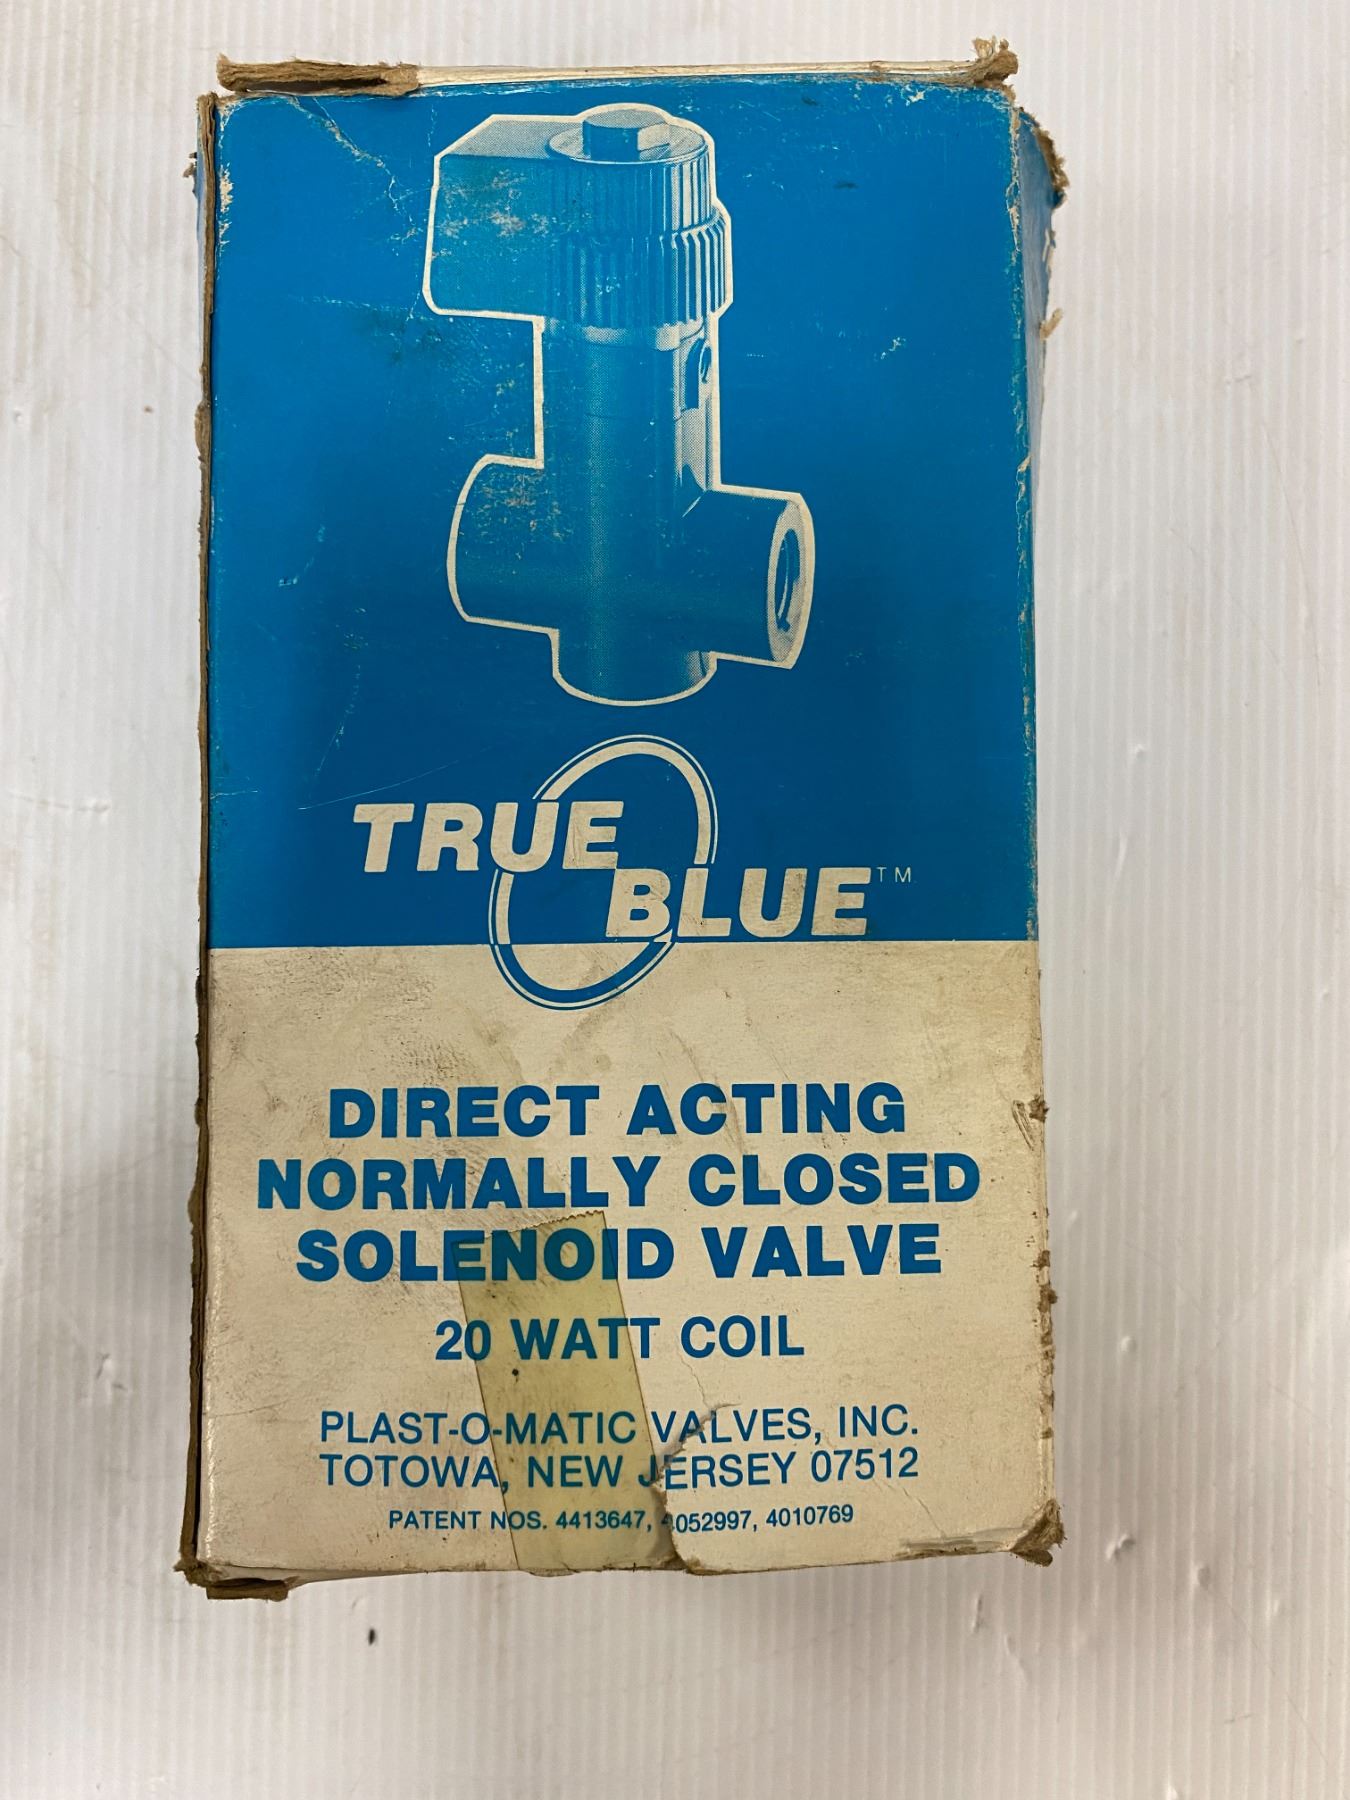 TRUE
BLUE™
DIRECT ACTING
NORMALLY CLOSED
SOLENOID VALVE
20 WATT COIL
PLAST-O-MATIC VALVES, INC.
TOTOWA, NEW JERSEY 07512
PATENT NOS. 4413647, 4052997, 4010769